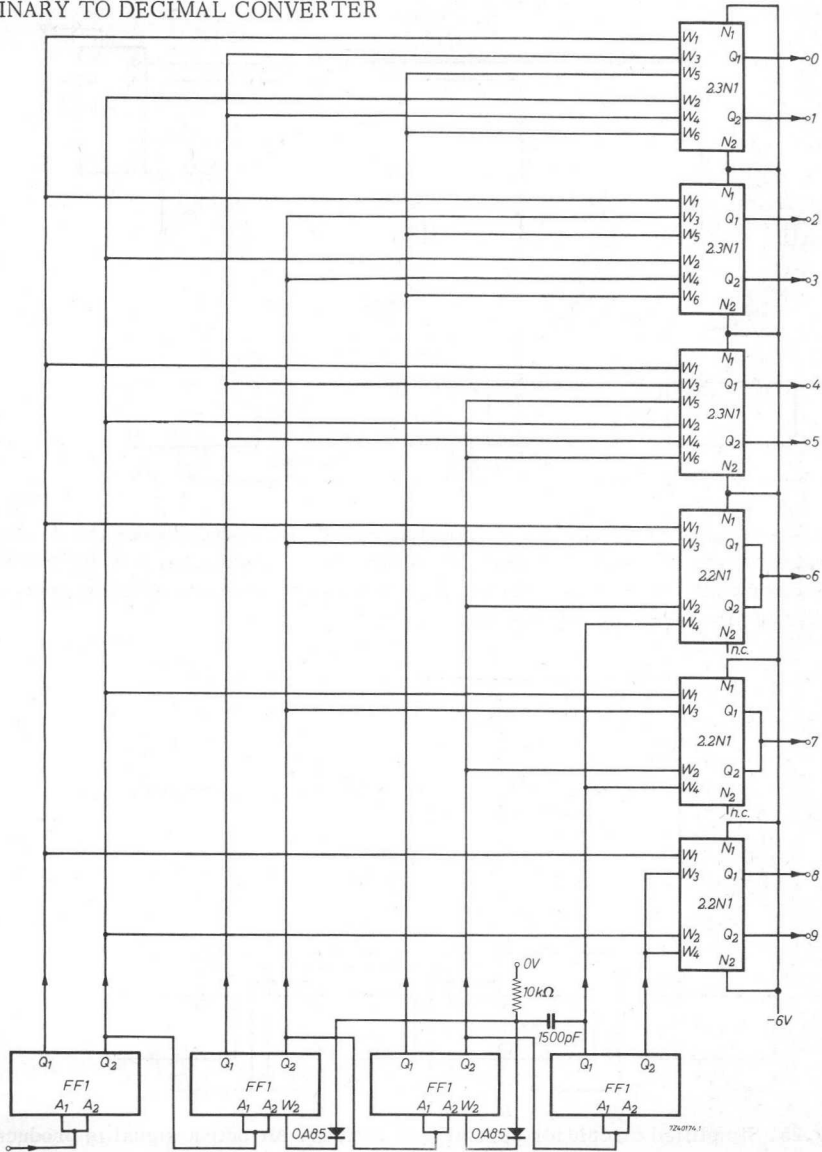 INARY TO DECIMAL CONVERTER
N1
W1
W3
Q1
0
W5
2.3N1
W2
W4
Q2
1
W6
N2
N1
W1
W3
Q1
2
W5
2.3N1
W2
W4
Q2
3
W6
N2
N1
W1
W3
Q1
4
W5
2.3N1
W2
W4
Q2
5
W6
N2
N1
W1
W3
Q1
2.2N1
6
W2
Q2
W4
N2
n.c.
N1
W1
W3
Q1
2.2N1
7
W2
Q2
W4
N2
n.c.
N1
W1
W3
Q1
8
2.2N1
W2
Q2
9
W4
N2
0V
10kΩ
1500pF
-6V
Q1 Q2 Q1 Q2 Q1 Q2 Q1 Q2
FF1 FF1 FF1 FF1
A1 A2 A1 A2 W2 A1 A2 W2 A1 A2
OA85 OA85